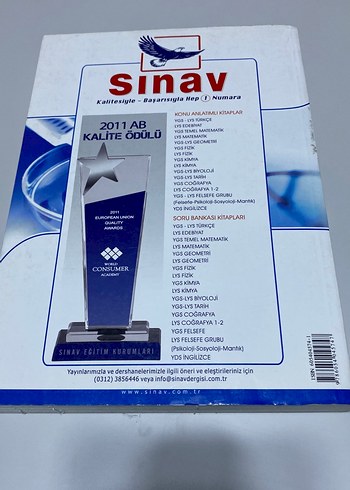 sınav
Kalitesiyle - Başarısıyla Hep 1 Numara
2011 AB
KALİTE ÖDÜLÜ
2011
EUROPEAN UNION
QUALITY
AWARDS
WORLD
CONSUMER
ACADEMY
SINAV EĞİTİM KURUMLARI
KONU ANLATIMLI KİTAPLAR
YGS - LYS TÜRKÇE
LYS EDEBİYAT
YGS TEMEL MATEMATİK
LYS MATEMATİK
YGS-LYS GEOMETRİ
YGS FİZİK
LYS FİZİK
YGS KİMYA
LYS KİMYA
YGS-LYS BİYOLOJİ
YGS-LYS TARİH
YGS COĞRAFYA
LYS COĞRAFYA 1-2
YGS - LYS FELSEFE GRUBU
(Felsefe-Psikoloji-Sosyoloji-Mantık)
YDS İNGİLİZCE
SORU BANKASI KİTAPLARI
YGS - LYS TÜRKÇE
LYS EDEBİYAT
YGS TEMEL MATEMATİK
LYS MATEMATİK
YGS GEOMETRİ
LYS GEOMETRİ
YGS FİZİK
LYS FİZİK
YGS KİMYA
LYS KİMYA
YGS-LYS BİYOLOJİ
YGS-LYS TARİH
YGS COĞRAFYA
LYS COĞRAFYA 1-2
YGS FELSEFE
LYS FELSEFE GRUBU
(Psikoloji-Sosyoloji-Mantık)
YDS İNGİLİZCE
Yayınlarımızla ve dershanelerimizle ilgili öneri ve eleştirileriniz için
(0312) 3856446 veya info@sinavdergisi.com.tr
www.sinav.com.tr